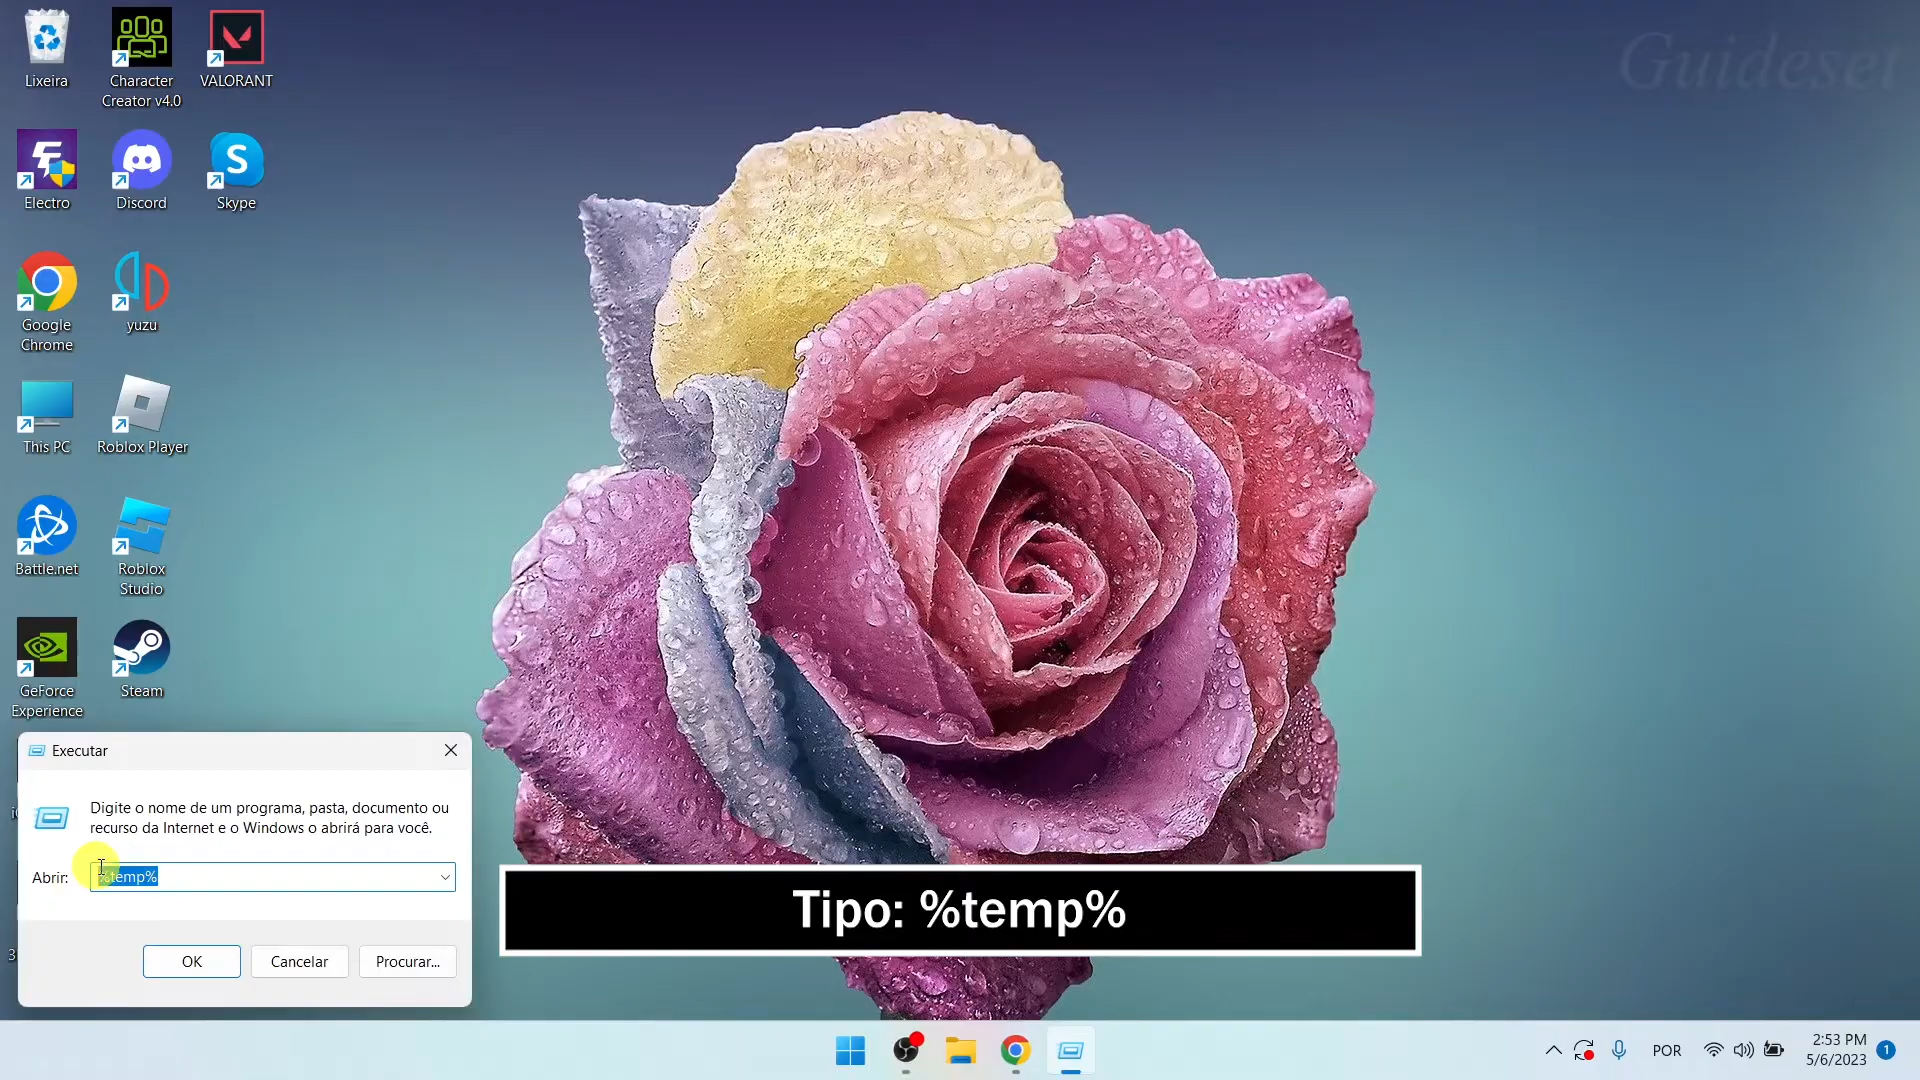 Guideset
Lixeira
Character
Creator v4.0
VALORANT
Electro
Discord
Skype
Google
Chrome
yuzu
This PC
Roblox Player
Battle.net
Roblox
Studio
GeForce
Experience
Steam
Executar
Digite o nome de um programa, pasta, documento ou
recurso da Internet e o Windows o abrirá para você.
Abrir:
%temp%
OK
Cancelar
Procurar...
Tipo: %temp%
POR
2:53 PM
5/6/2023
1